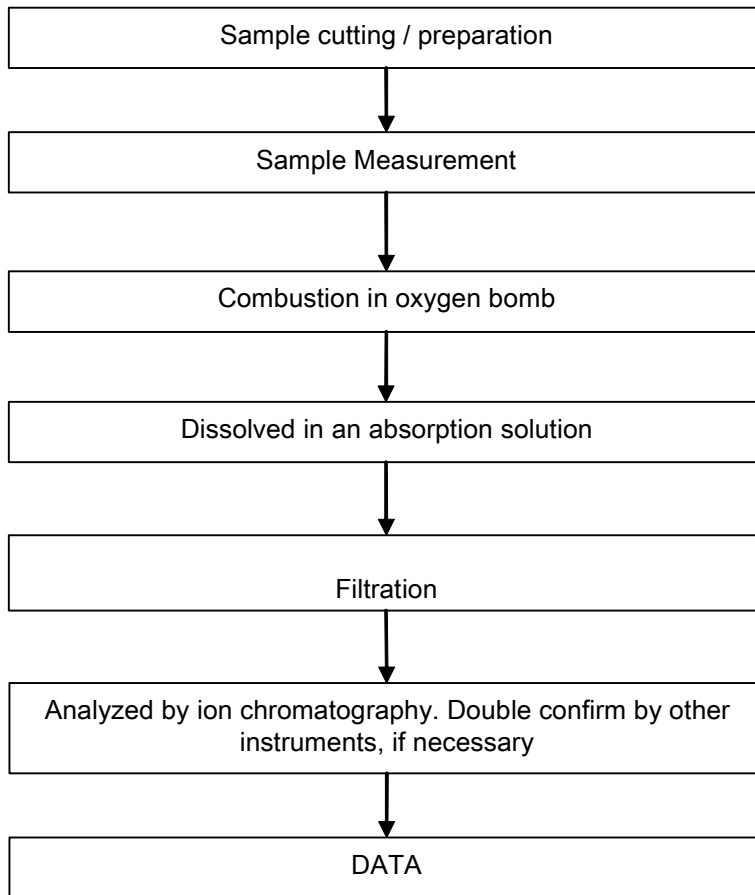 Sample cutting / preparation
Sample Measurement
Combustion in oxygen bomb
Dissolved in an absorption solution
Filtration
Analyzed by ion chromatography. Double confirm by other
instruments, if necessary
DATA